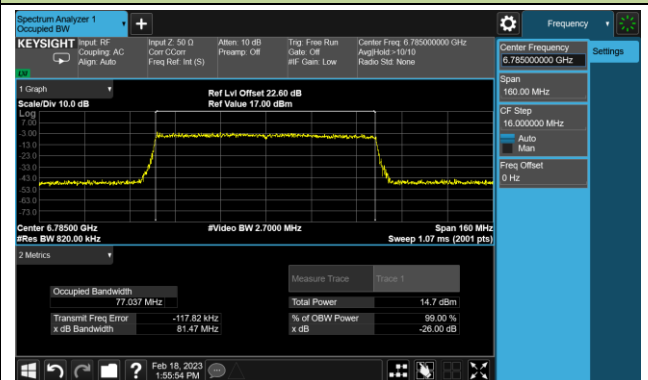 Spectrum Analyzer 1
Occupied BW
Frequency
KEYSIGHT
Input: RF
Coupling: AC
Align: Auto
Input Z: 50 Ω
Corr CCorr
Freq Ref: Int (S)
Atten: 10 dB
Preamp: Off
Trig: Free Run
Gate: Off
#IF Gain: Low
Center Freq: 6.785000000 GHz
Avg|Hold:>10/10
Radio Std: None
LW
Center Frequency
6.785000000 GHz
Settings
Span
160.00 MHz
CF Step
16.000000 MHz
Auto
Man
Freq Offset
0 Hz
1 Graph
Scale/Div 10.0 dB
Ref Lvl Offset 22.60 dB
Ref Value 17.00 dBm
Log
7.00
-3.00
-13.0
-23.0
-33.0
-43.0
-53.0
-63.0
-73.0
Center 6.78500 GHz
#Res BW 820.00 kHz
#Video BW 2.7000 MHz
Span 160 MHz
Sweep 1.07 ms (2001 pts)
2 Metrics
Measure Trace
Trace 1
Occupied Bandwidth
77.037 MHz
Total Power
14.7 dBm
Transmit Freq Error
-117.82 kHz
% of OBW Power
99.00 %
x dB Bandwidth
81.47 MHz
x dB
-26.00 dB
?
Feb 18, 2023
1:55:54 PM